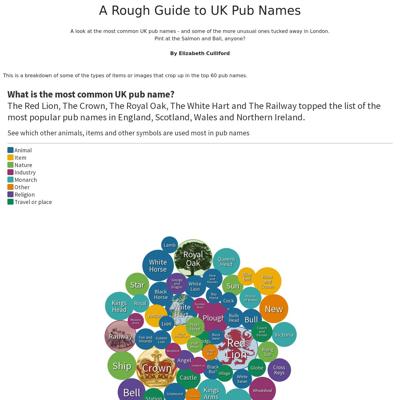 A Rough Guide to UK Pub Names
A look at the most common UK pub names - and some of the more unusual ones tucked away in London.
Pint at the Salmon and Ball, anyone?
By Elizabeth Culliford
This is a breakdown of some of the types of items or images that crop up in the top 60 pub names.
What is the most common UK pub name?
The Red Lion, The Crown, The Royal Oak, The White Hart and The Railway topped the list of the
most popular pub names in England, Scotland, Wales and Northern Ireland.
See which other animals, items and other symbols are used most in pub names
Animal
Item
Nature
Industry
Monarch
Other
Religion
Travel or place
Lamb
Royal
Oak
Queens
Head
White
Horse
Star
White
Lion
Sun
Black
Horse
Cock
New
Kings
Head
Royal
White
Hart
Plough
Bull
Lion
Victoria
Railway
Red
Lion
Ship
Crown
Angel
Globe
Cross
Keys
Castle
Bell
Kings
Arms